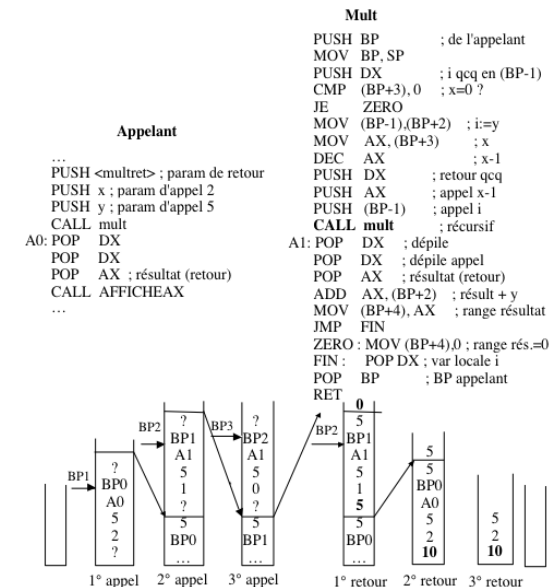 Mult
PUSH BP ; de l'appelant
MOV BP, SP
PUSH DX ; i qcq en (BP-1)
CMP (BP+3), 0 ; x=0 ?
JE ZERO
MOV (BP-1),(BP+2) ; i:=y
MOV AX, (BP+3) ; x
DEC AX ; x-1
PUSH DX ; retour qcq
PUSH AX ; appel x-1
PUSH (BP-1) ; appel i
CALL mult ; récursif
A1: POP DX ; dépile
POP DX ; dépile appel
POP AX ; résultat (retour)
ADD AX, (BP+2) ; résult + y
MOV (BP+4), AX ; range résultat
JMP FIN
ZERO : MOV (BP+4),0 ; range rés.=0
FIN : POP DX ; var locale i
POP BP ; BP appelant
RET
Appelant
…
PUSH <multret> ; param de retour
PUSH x ; param d'appel 2
PUSH y ; param d'appel 5
CALL mult
A0: POP DX
POP DX
POP AX ; résultat (retour)
CALL AFFICHEAX
…
BP1
?
BP0
A0
5
2
?
1° appel
BP2
?
BP1
A1
5
1
?
5
BP0
…
2° appel
BP3
?
BP2
A1
5
0
?
5
BP1
…
3° appel
BP2
0
5
BP1
A1
5
1
5
5
BP0
…
1° retour
5
5
BP0
A0
5
2
10
2° retour
5
2
10
3° retour